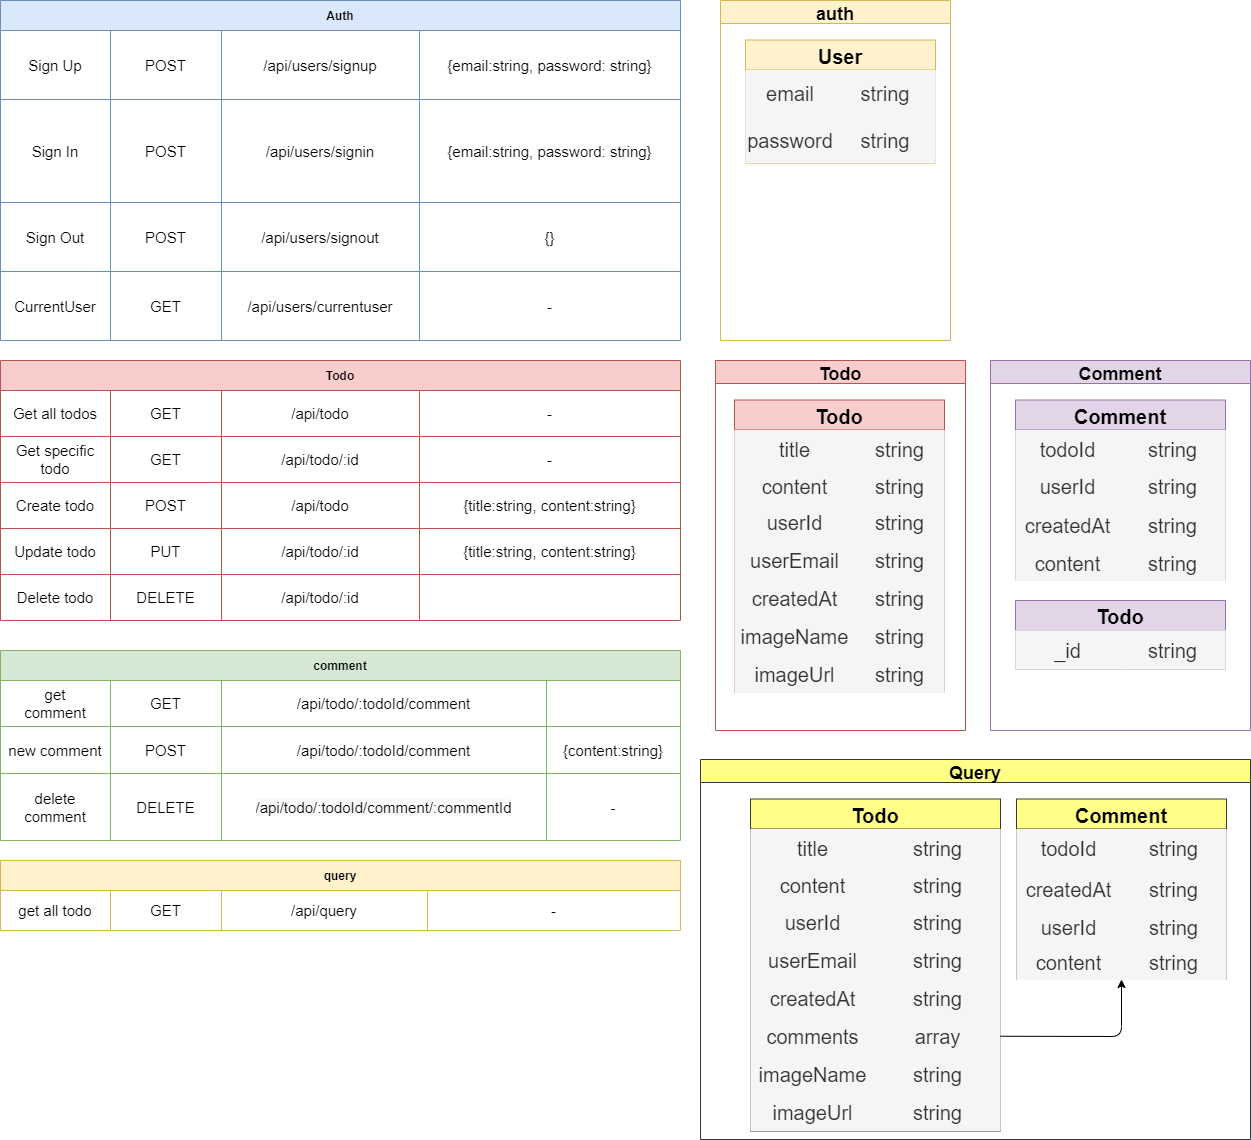 Auth
Sign Up POST /api/users/signup {email:string, password: string}
Sign In POST /api/users/signin {email:string, password: string}
Sign Out POST /api/users/signout {}
CurrentUser GET /api/users/currentuser -
auth
User
email string
password string
Todo
Get all todos GET /api/todo -
Get specific
todo GET /api/todo/:id -
Create todo POST /api/todo {title:string, content:string}
Update todo PUT /api/todo/:id {title:string, content:string}
Delete todo DELETE /api/todo/:id
Todo
Todo
title string
content string
userId string
userEmail string
createdAt string
imageName string
imageUrl string
Comment
Comment
todoId string
userId string
createdAt string
content string
Todo
_id string
comment
get
comment GET /api/todo/:todoId/comment
new comment POST /api/todo/:todoId/comment {content:string}
delete
comment DELETE /api/todo/:todoId/comment/:commentId -
query
get all todo GET /api/query -
Query
Todo
title string
content string
userId string
userEmail string
createdAt string
comments array
imageName string
imageUrl string
Comment
todoId string
createdAt string
userId string
content string